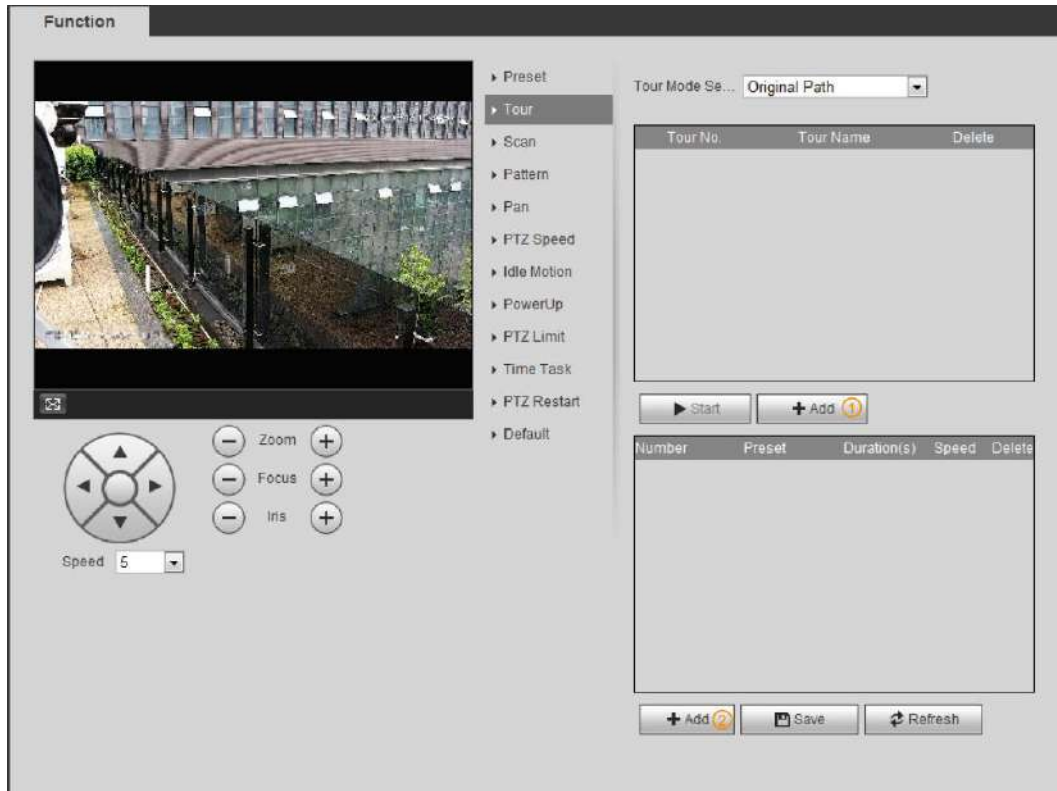 Function
Preset
Tour
Scan
Pattern
Pan
PTZ Speed
Idle Motion
PowerUp
PTZ Limit
Time Task
PTZ Restart
Default
Zoom
Focus
Iris
Speed 5
Tour Mode Se... Original Path
Tour No. Tour Name Delete
Start Add 1
Number Preset Duration(s) Speed Delete
Add 2 Save Refresh